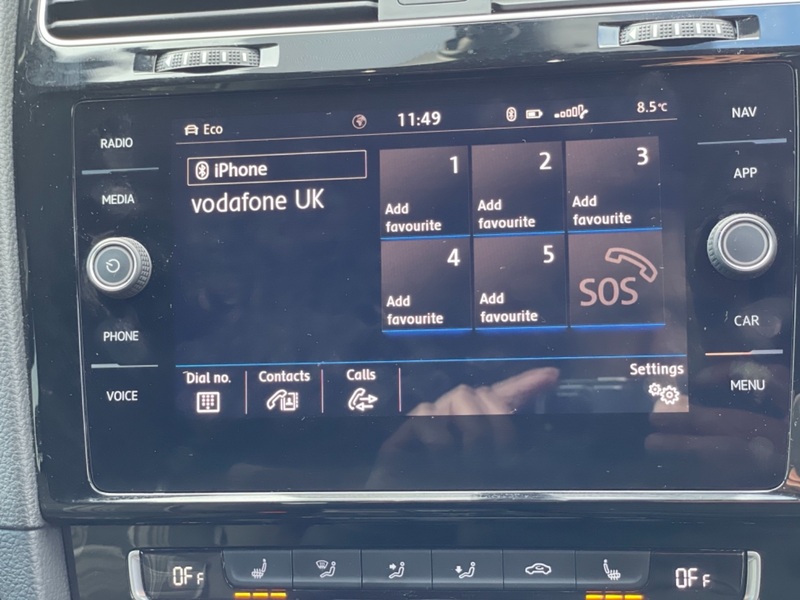 RADIO
MEDIA
PHONE
VOICE
Eco 11:49 8.5°C
iPhone
vodafone UK
1 2 3
Add favourite
Add favourite
Add favourite
4 5
Add favourite
Add favourite
SOS
Dial no. Contacts Calls Settings
NAV
APP
CAR
MENU
OFF OFF